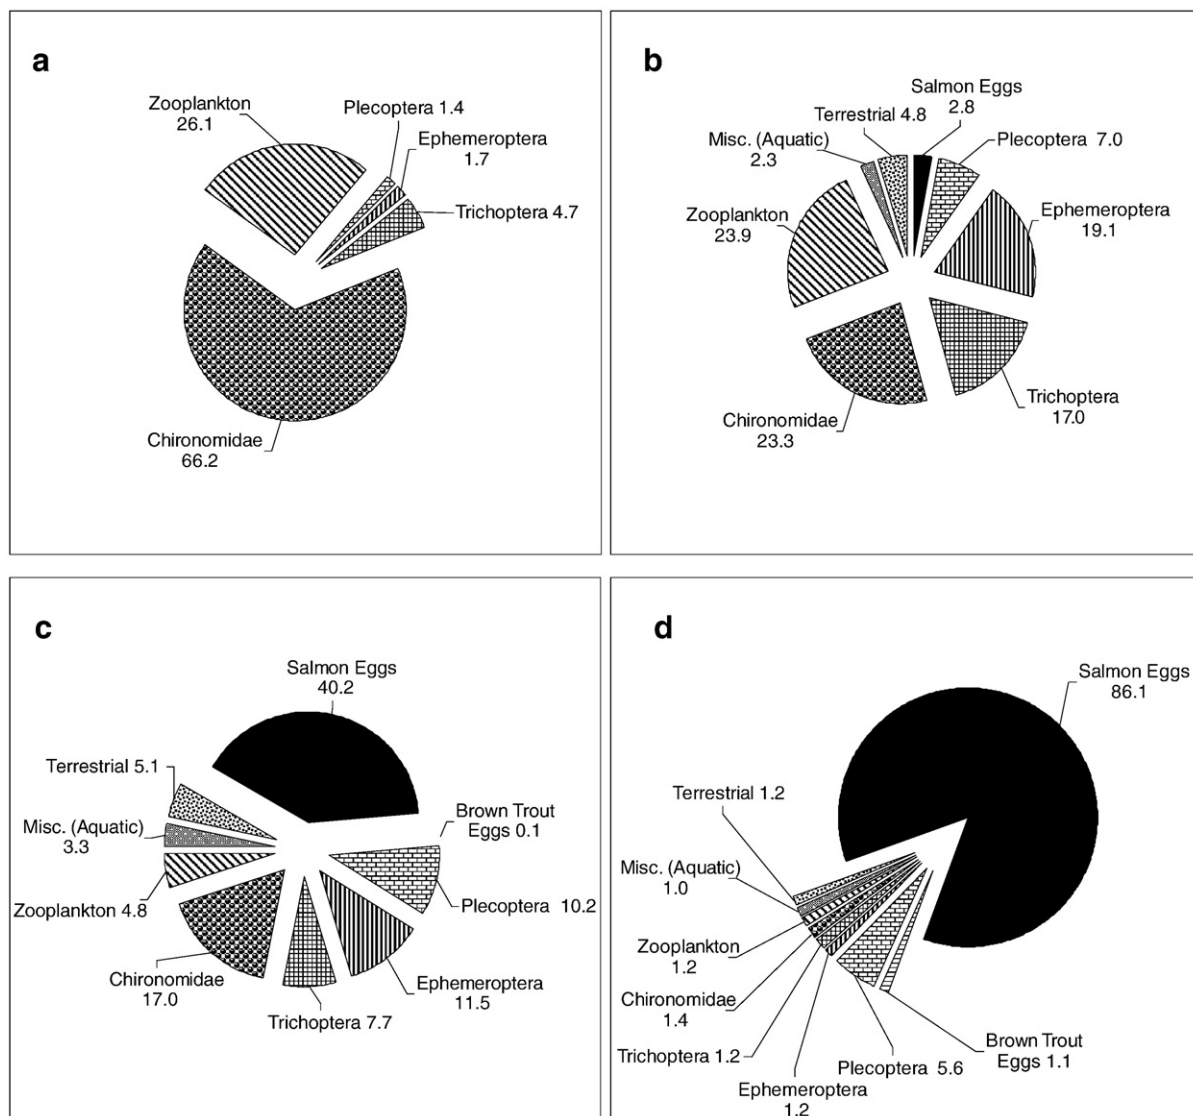 a
Zooplankton
26.1
Plecoptera 1.4
Ephemeroptera
1.7
Trichoptera 4.7
Chironomidae
66.2
b
Salmon Eggs
2.8
Terrestrial 4.8
Plecoptera 7.0
Misc. (Aquatic)
2.3
Zooplankton
23.9
Ephemeroptera
19.1
Trichoptera
17.0
Chironomidae
23.3
c
Salmon Eggs
40.2
Terrestrial 5.1
Brown Trout
Eggs 0.1
Misc. (Aquatic)
3.3
Zooplankton 4.8
Plecoptera 10.2
Chironomidae
17.0
Ephemeroptera
11.5
Trichoptera 7.7
d
Salmon Eggs
86.1
Terrestrial 1.2
Misc. (Aquatic)
1.0
Zooplankton
1.2
Chironomidae
1.4
Trichoptera 1.2
Ephemeroptera
1.2
Plecoptera 5.6
Brown Trout
Eggs 1.1